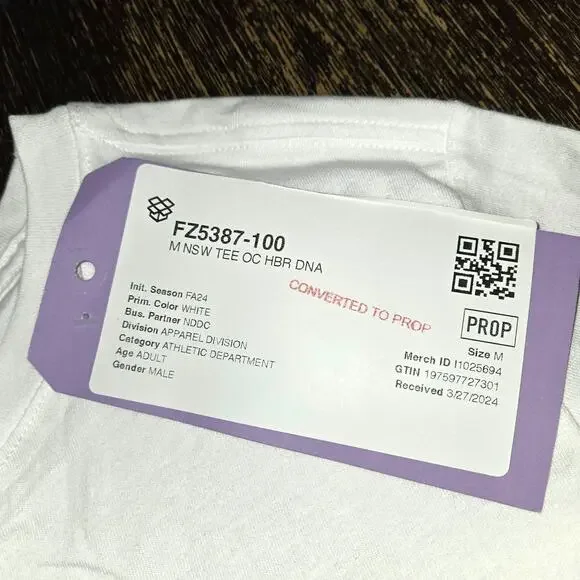 FZ5387-100
M NSW TEE OC HBR DNA
CONVERTED TO PROP
Init. Season FA24
Prim. Color WHITE
Bus. Partner NDDC
Division APPAREL DIVISION
Category ATHLETIC DEPARTMENT
Age ADULT
Gender MALE
PROP
Size M
Merch ID I1025694
GTIN 197597727301
Received 3/27/2024